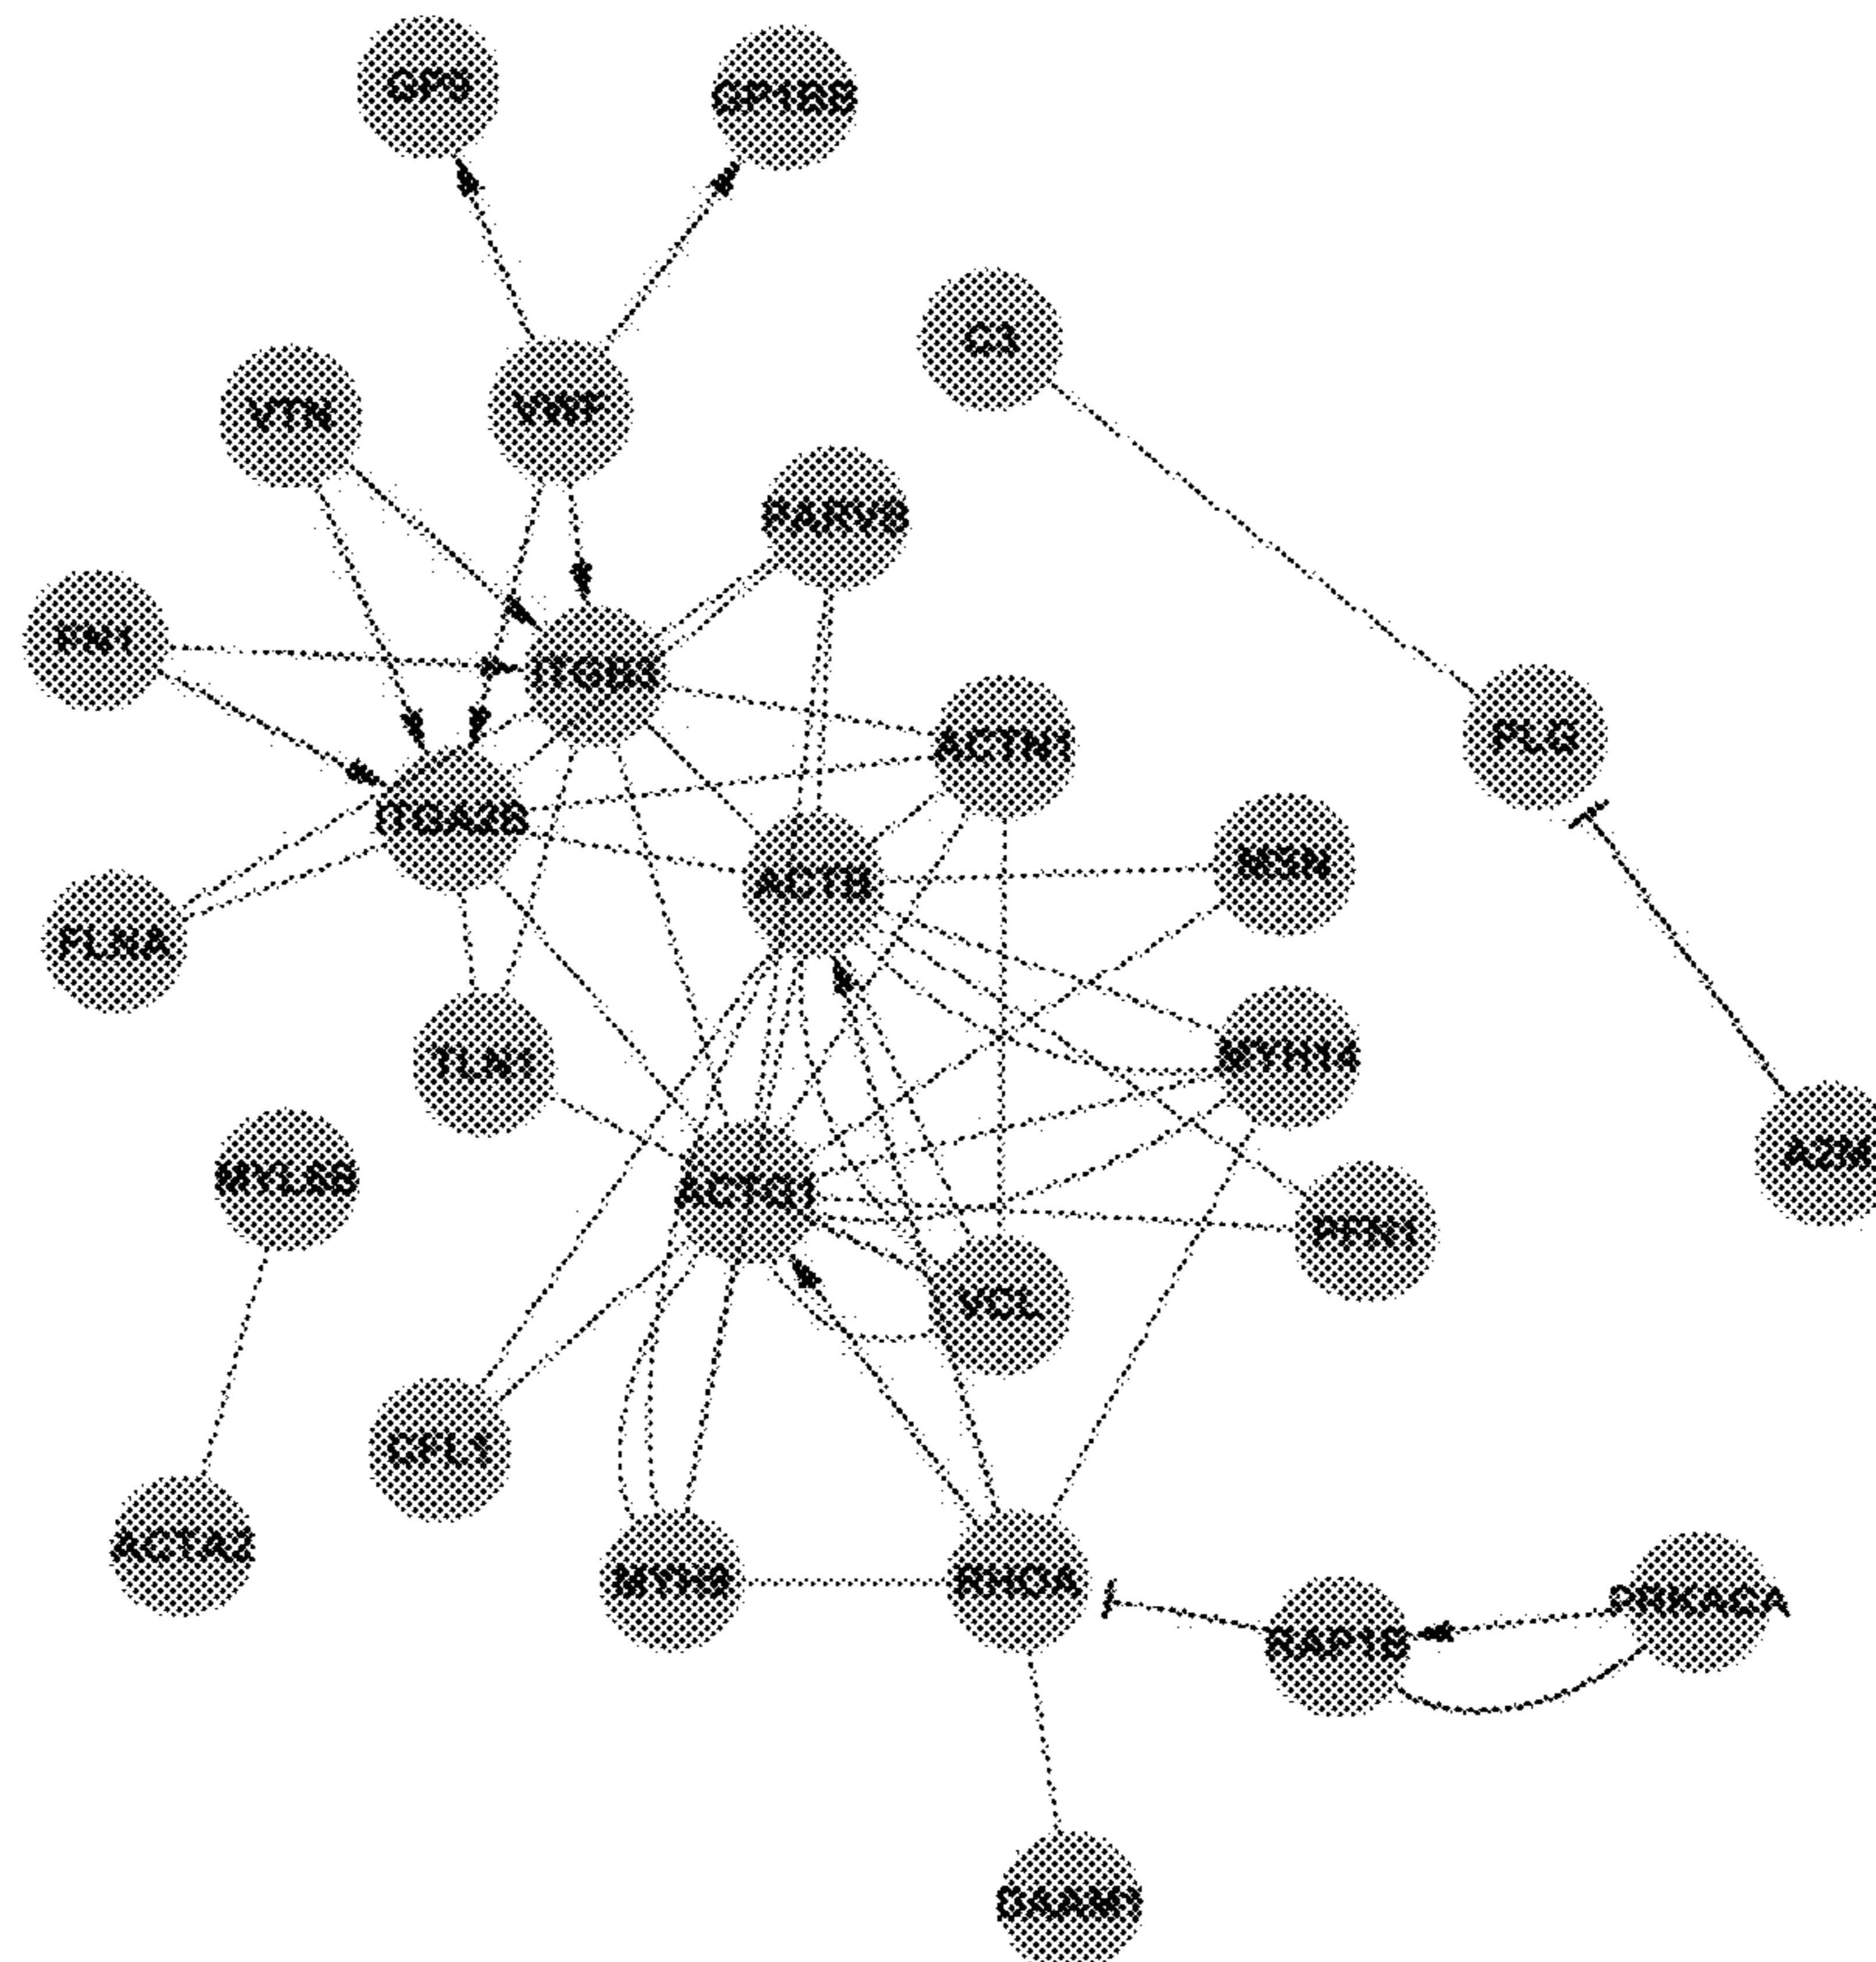 GP9
GP1BB
C3
VTN
VWF
PARVB
FN1
ITGB3
ACTN1
PLG
ITGA2B
ACTB
MSN
FLNA
TLN1
MYH14
A2M
MYL6B
ACTG1
PFN1
VCL
CFL1
ACTA2
MYH9
RHOA
RAP1B
PRKACA
DAAM1